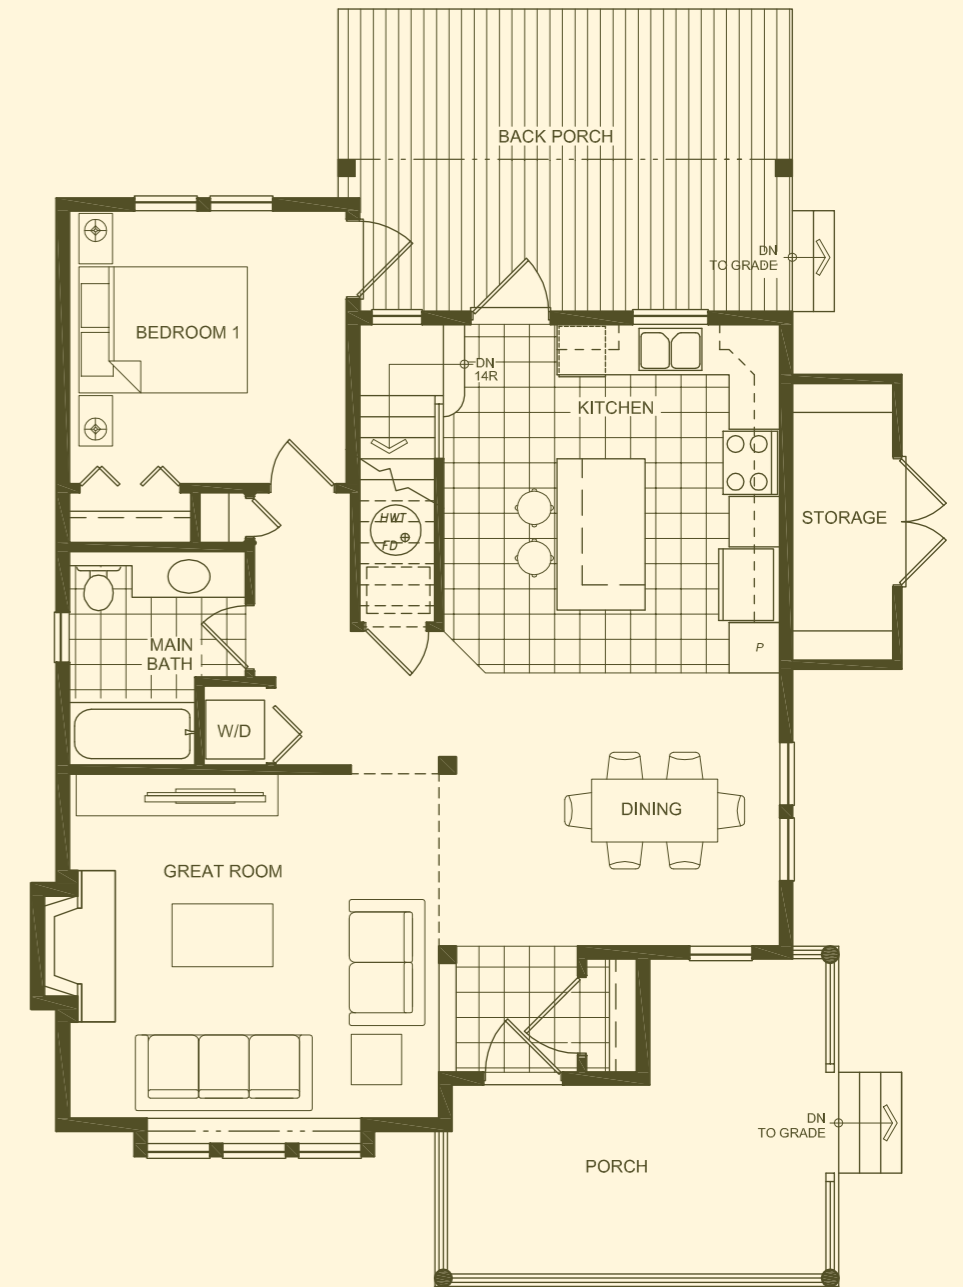 BACK PORCH
DN
TO GRADE
BEDROOM 1
DN
14R
KITCHEN
STORAGE
HWT
FD
MAIN
BATH
P
W/D
DINING
GREAT ROOM
DN
TO GRADE
PORCH